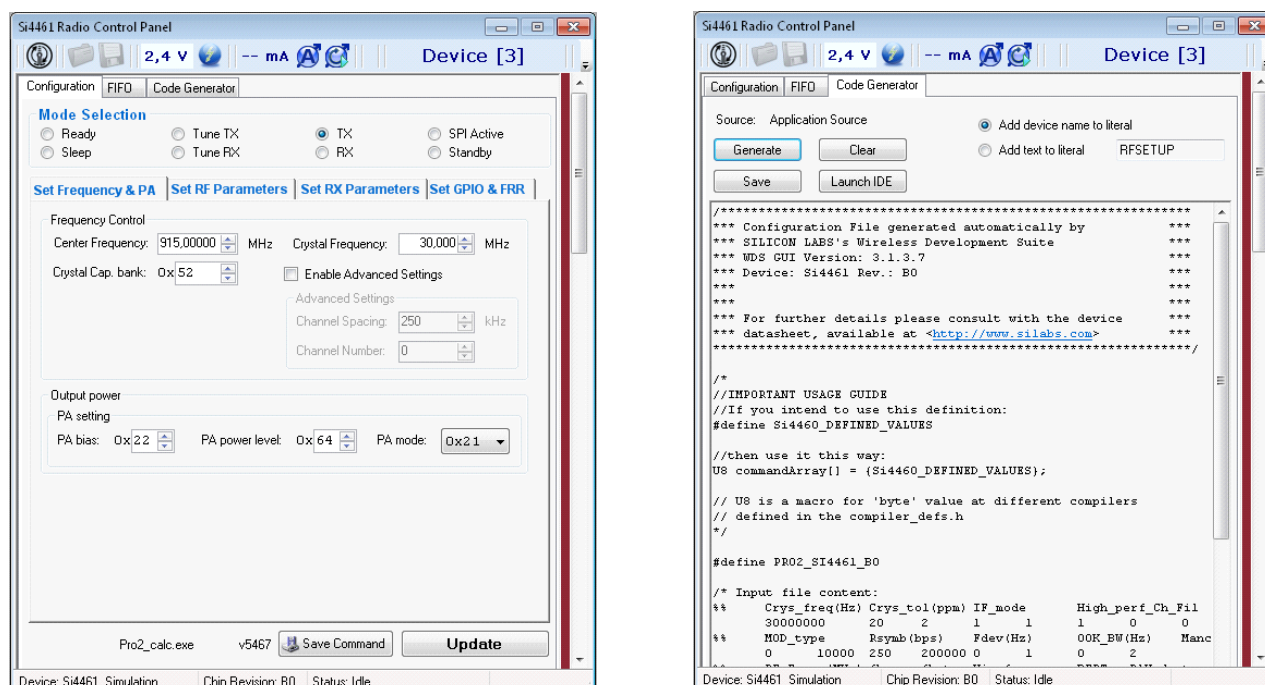 Si4461 Radio Control Panel
2,4 V -- mA Device [3]
Configuration FIFO Code Generator
Mode Selection
Ready Tune TX TX SPI Active
Sleep Tune RX RX Standby
Set Frequency & PA Set RF Parameters Set RX Parameters Set GPIO & FRR
Frequency Control
Center Frequency: 915,00000 MHz Crystal Frequency: 30,000 MHz
Crystal Cap. bank: 0x 52 Enable Advanced Settings
Advanced Settings
Channel Spacing: 250 kHz
Channel Number: 0
Output power
PA setting
PA bias: 0x 22 PA power level: 0x 64 PA mode: 0x21
Pro2_calc.exe v5467 Save Command Update
Device: Si4461 Simulation Chip Revision: B0 Status: Idle
Si4461 Radio Control Panel
2,4 V -- mA Device [3]
Configuration FIFO Code Generator
Source: Application Source Add device name to literal
Generate Clear Add text to literal RFSETUP
Save Launch IDE
/**************************************************************
*** Configuration File generated automatically by ***
*** SILICON LABS's Wireless Development Suite ***
*** WDS GUI Version: 3.1.3.7 ***
*** Device: Si4461 Rev.: B0 ***
*** ***
*** ***
*** For further details please consult with the device ***
*** datasheet, available at <http://www.silabs.com> ***
***************************************************************/
/*
//IMPORTANT USAGE GUIDE
//If you intend to use this definition:
#define Si4460_DEFINED_VALUES
//then use it this way:
U8 commandArray[] = {Si4460_DEFINED_VALUES};
// U8 is a macro for 'byte' value at different compilers
// defined in the compiler_defs.h
*/
#define PRO2_SI4461_B0
/* Input file content:
%% Crys_freq(Hz) Crys_tol(ppm) IF_mode High_perf_Ch_Fil
30000000 20 2 1 1 1 0 0
%% MOD_type Rsymb(bps) Fdev(Hz) OOK_BW(Hz) Manc
0 10000 250 200000 0 1 0 2
Device: Si4461 Simulation Chip Revision: B0 Status: Idle